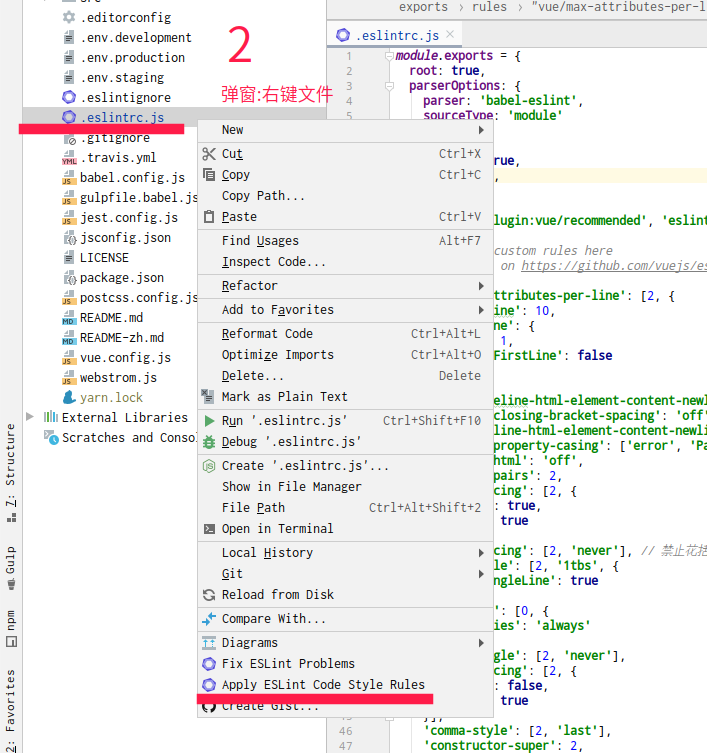 src
.editorconfig
.env.development
.env.production
.env.staging
.eslintignore
.eslintrc.js
.gitignore
.travis.yml
babel.config.js
gulpfile.babel.js
jest.config.js
jsconfig.json
LICENSE
package.json
postcss.config.js
README.md
README-zh.md
vue.config.js
webstrom.js
yarn.lock
External Libraries
Scratches and Conso
2
弹窗:右键文件
7: Structure
Gulp
npm
2: Favorites
New
Cut Ctrl+X
Copy Ctrl+C
Copy Path...
Paste Ctrl+V
Find Usages Alt+F7
Inspect Code...
Refactor
Add to Favorites
Reformat Code Ctrl+Alt+L
Optimize Imports Ctrl+Alt+O
Delete... Delete
Mark as Plain Text
Run '.eslintrc.js' Ctrl+Shift+F10
Debug '.eslintrc.js'
Create '.eslintrc.js'...
Show in File Manager
File Path Ctrl+Alt+Shift+2
Open in Terminal
Local History
Git
Reload from Disk
Compare With...
Diagrams
Fix ESLint Problems
Apply ESLint Code Style Rules
Create Gist...
exports › rules › "vue/max-attributes-per-l
.eslintrc.js
1 module.exports = {
2 root: true,
3 parserOptions: {
4 parser: 'babel-eslint',
5 sourceType: 'module'
rue,
,
lugin:vue/recommended', 'eslint
custom rules here
on https://github.com/vuejs/es
ttributes-per-line': [2, {
ine': 10,
ne': {
1,
FirstLine': false
eline-html-element-content-newl
closing-bracket-spacing': 'off'
line-html-element-content-newli
property-casing': ['error', 'Pa
html': 'off',
pairs': 2,
cing': [2, {
: true,
true
cing': [2, 'never'], // 禁止花括
le': [2, '1tbs', {
ngleLine': true
': [0, {
ies': 'always'
gle': [2, 'never'],
cing': [2, {
: false,
true
45 }],
46 'comma-style': [2, 'last'],
47 'constructor-super': 2,